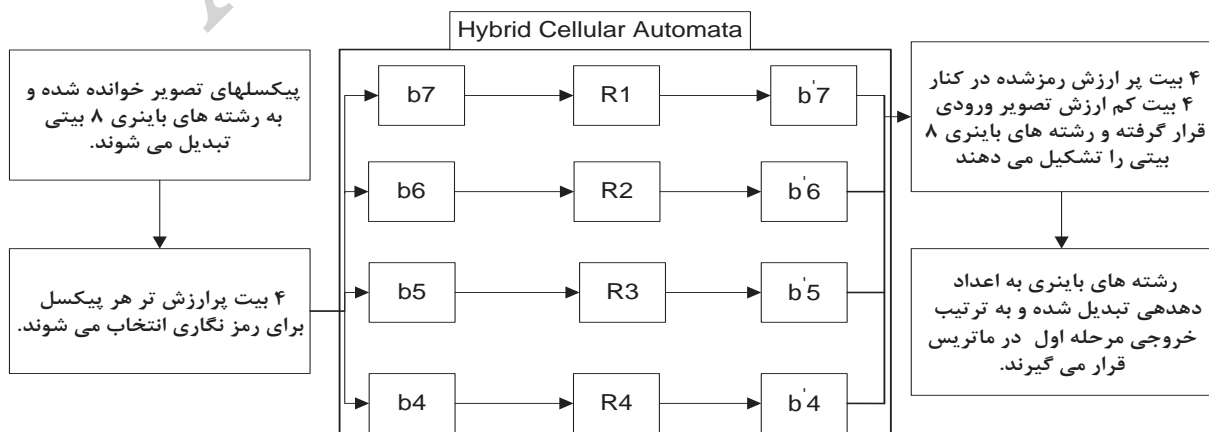 Hybrid Cellular Automata
پیکسلهای تصویر خوانده شده و
به رشته های باینری ۸ بیتی
تبدیل می شوند.
۴ بیت پرارزش تر هر پیکسل
برای رمز نگاری انتخاب می شوند.
b7
R1
b'7
b6
R2
b'6
b5
R3
b'5
b4
R4
b'4
۴ بیت پر ارزش رمزشده در کنار
۴ بیت کم ارزش تصویر ورودی
قرار گرفته و رشته های باینری ۸
بیتی را تشکیل می دهند
رشته های باینری به اعداد
دهدهی تبدیل شده و به ترتیب
خروجی مرحله اول در ماتریس
قرار می گیرند.